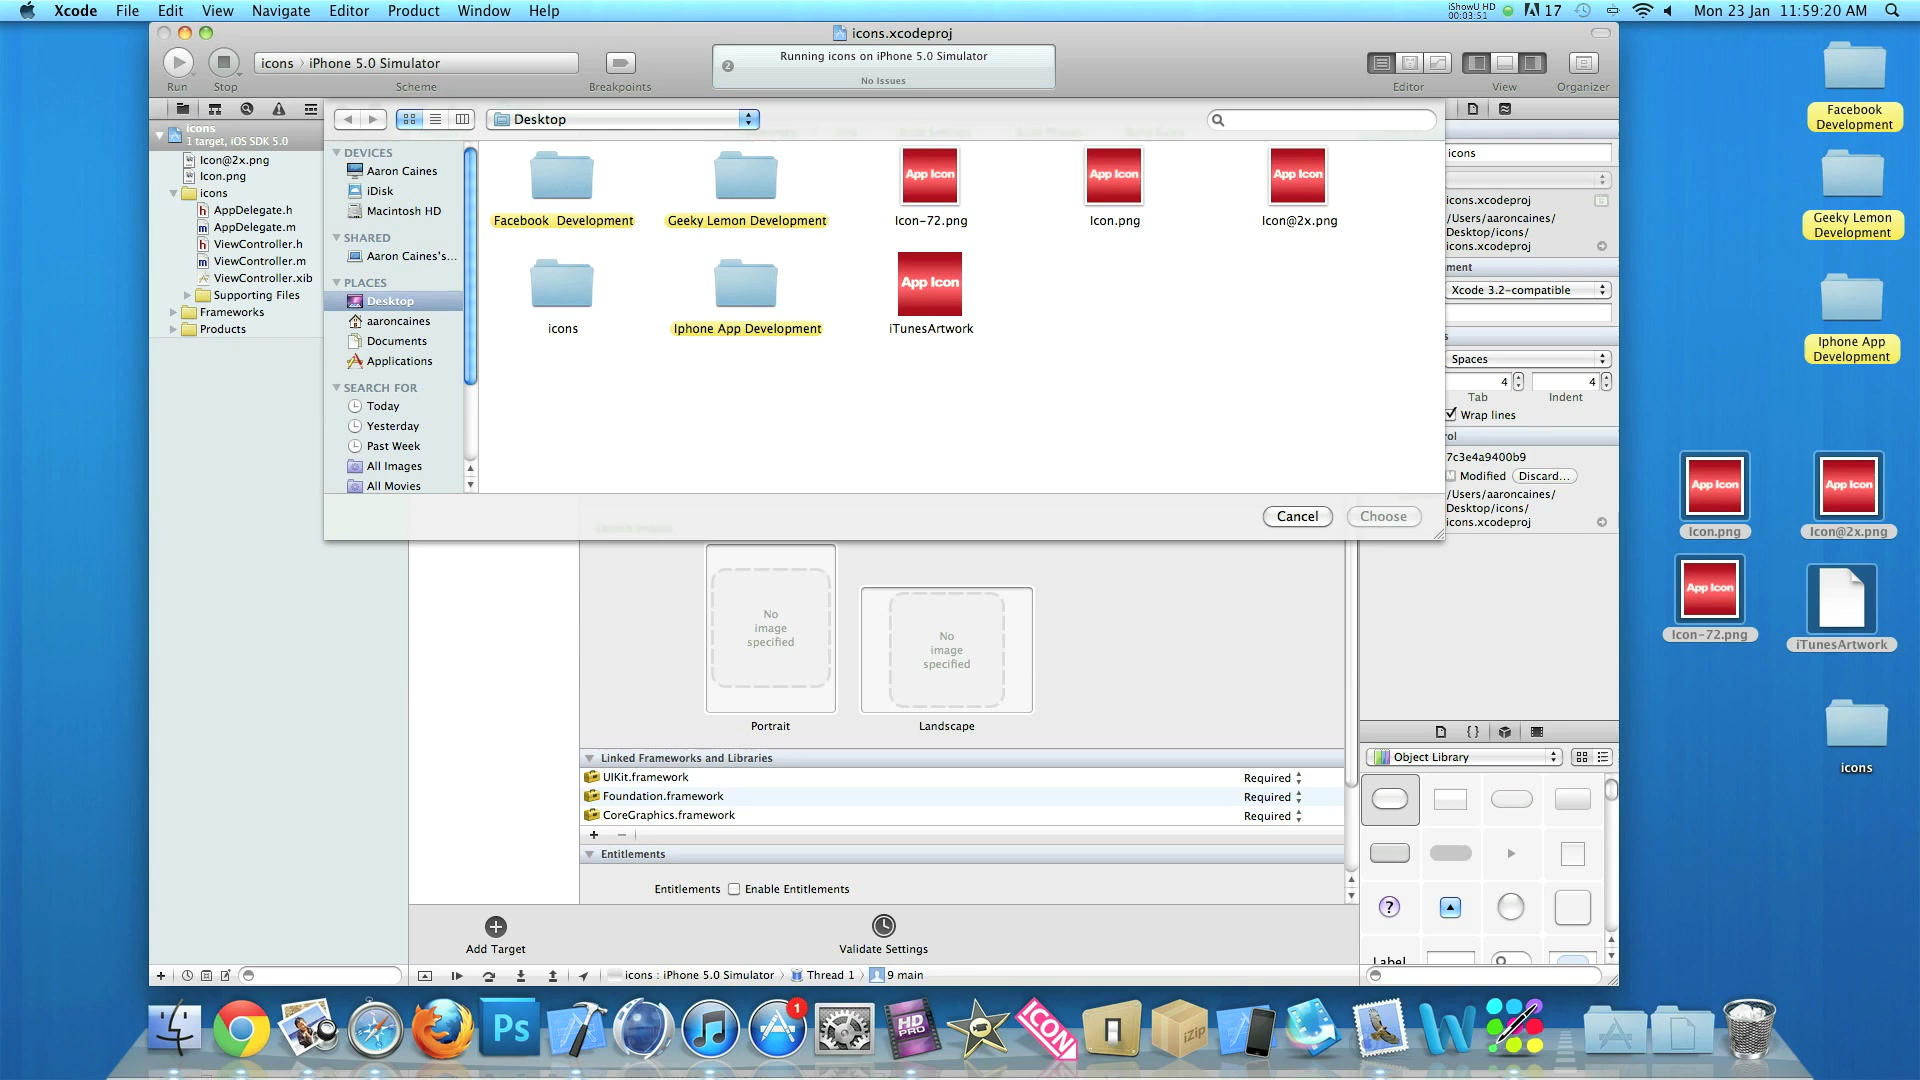 Xcode File Edit View Navigate Editor Product Window Help
iShowU HD
00:03:51
17
Mon 23 Jan 11:59:20 AM
icons.xcodeproj
icons › iPhone 5.0 Simulator
Running icons on iPhone 5.0 Simulator
2
No Issues
Run
Stop
Scheme
Breakpoints
Editor
View
Organizer
icons
1 target, iOS SDK 5.0
Icon@2x.png
Icon.png
icons
h AppDelegate.h
m AppDelegate.m
h ViewController.h
m ViewController.m
ViewController.xib
Supporting Files
Frameworks
Products
Desktop
DEVICES
Aaron Caines
iDisk
Macintosh HD
SHARED
Aaron Caines's...
PLACES
Desktop
aaroncaines
Documents
Applications
SEARCH FOR
Today
Yesterday
Past Week
All Images
All Movies
Facebook Development
Geeky Lemon Development
App Icon
Icon-72.png
App Icon
Icon.png
App Icon
Icon@2x.png
icons
Iphone App Development
App Icon
iTunesArtwork
Cancel
Choose
icons
icons.xcodeproj
/Users/aaroncaines/
Desktop/icons/
icons.xcodeproj
ment
Xcode 3.2-compatible
Spaces
4
4
Tab
Indent
Wrap lines
rol
7c3e4a9400b9
M Modified
Discard...
/Users/aaroncaines/
Desktop/icons/
icons.xcodeproj
No
image
specified
No
image
specified
Portrait
Landscape
Linked Frameworks and Libraries
UIKit.framework
Required
Foundation.framework
Required
CoreGraphics.framework
Required
Entitlements
Entitlements
Enable Entitlements
Add Target
Validate Settings
icons : iPhone 5.0 Simulator
Thread 1
9 main
{ }
Object Library
?
Label
Facebook
Development
Geeky Lemon
Development
Iphone App
Development
App Icon
Icon.png
App Icon
Icon@2x.png
App Icon
Icon-72.png
iTunesArtwork
icons
Ps
1
HD
PRO
ICON
iZip
W